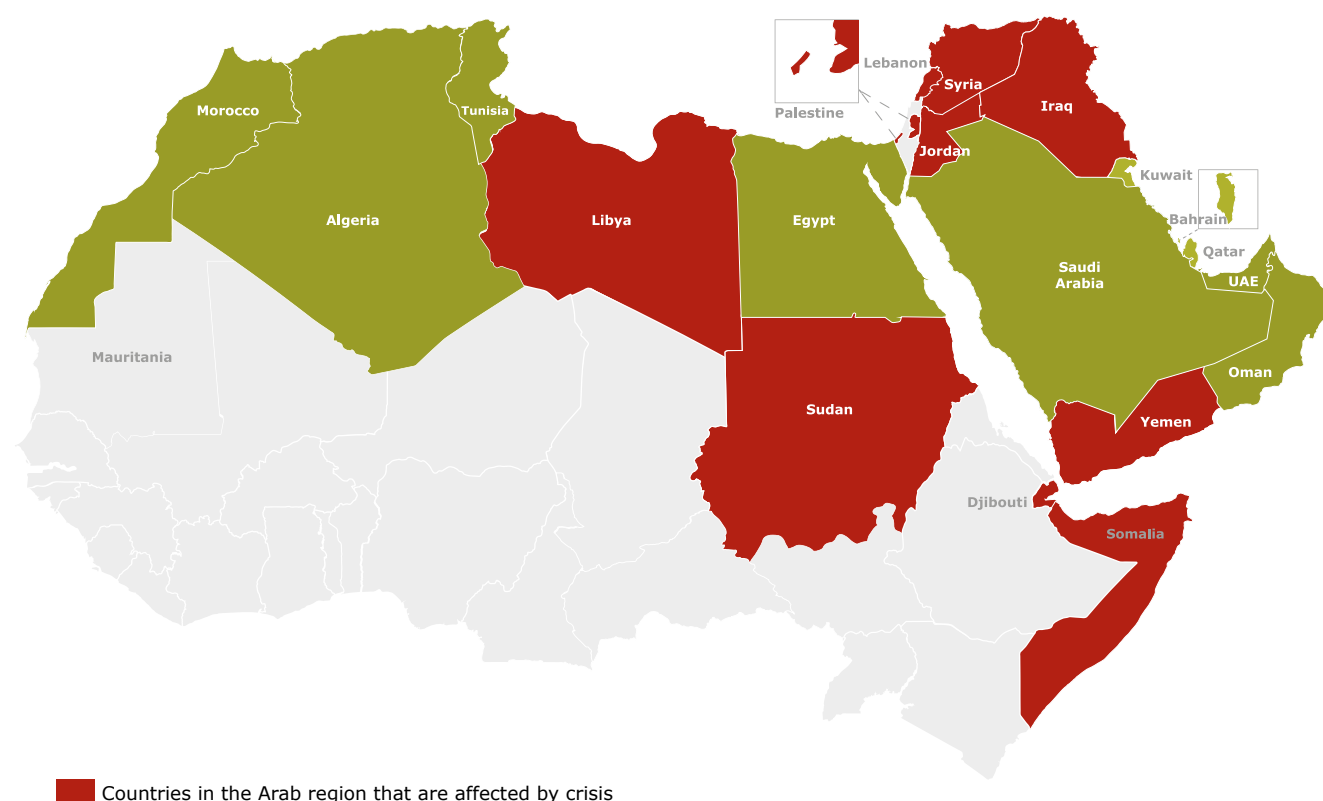 Lebanon
Syria
Morocco
Tunisia
Palestine
Iraq
Jordan
Kuwait
Algeria
Libya
Egypt
Bahrain
Qatar
Saudi
Arabia
UAE
Mauritania
Oman
Sudan
Yemen
Djibouti
Somalia
Countries in the Arab region that are affected by crisis